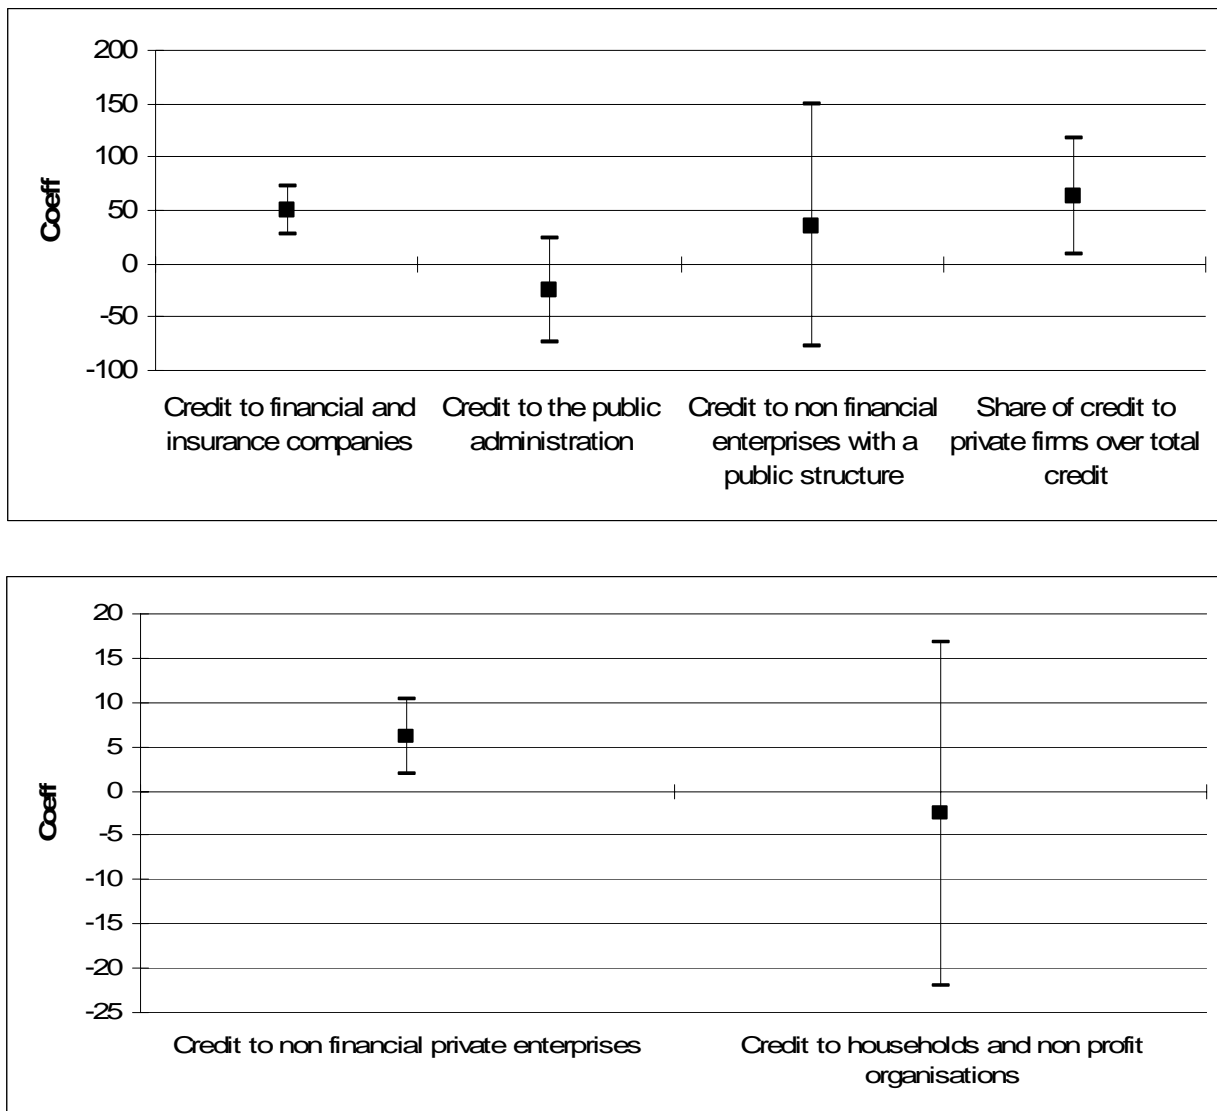 200
150
100
50
0
-50
-100
Coeff
Credit to financial and
insurance companies
Credit to the public
administration
Credit to non financial
enterprises with a
public structure
Share of credit to
private firms over total
credit
20
15
10
5
0
-5
-10
-15
-20
-25
Coeff
Credit to non financial private enterprises
Credit to households and non profit
organisations